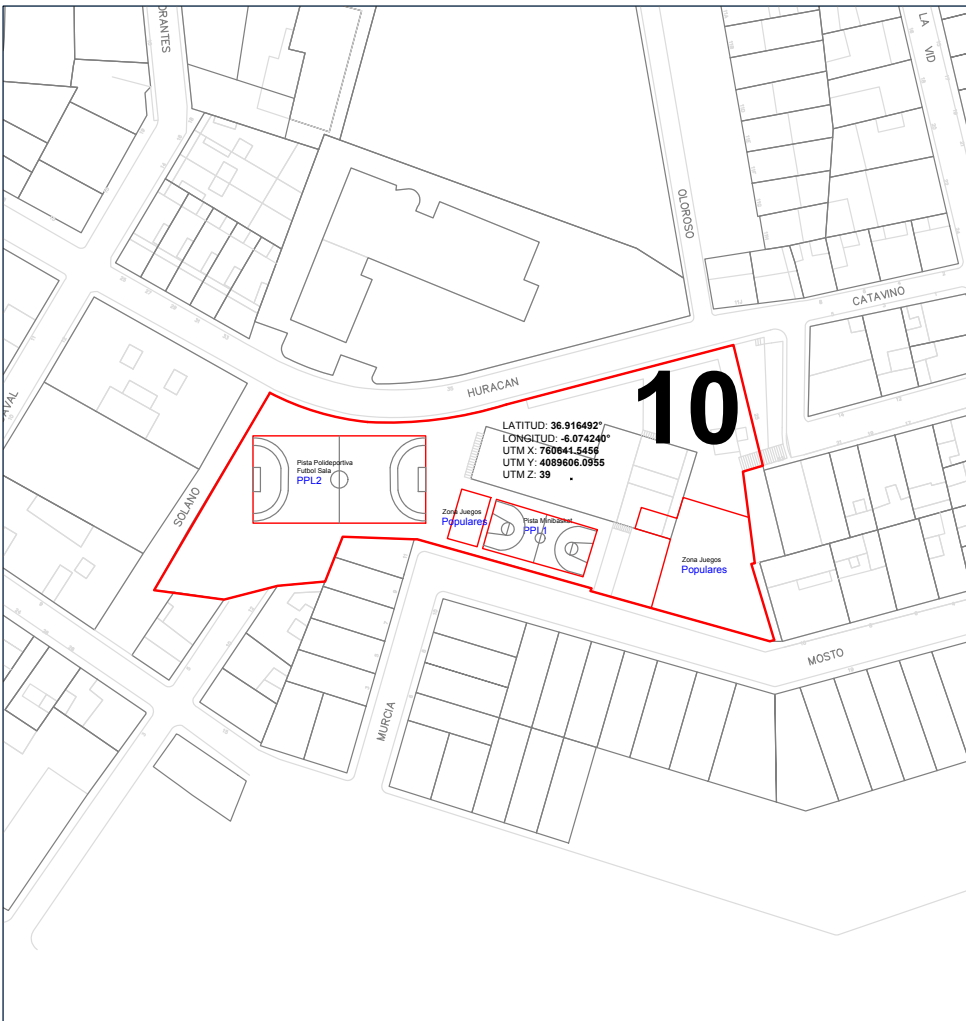 ORANTES
LA VID
OLOROSO
CATAVINO
HURACAN
10
LATITUD: 36.916492°
LONGITUD: -6.074240°
UTM X: 760641.5456
UTM Y: 4089606.0955
UTM Z: 39
AVAL
SOLANO
Pista Polideportiva
Futbol Sala
PPL2
Zona Juegos
Populares
Pista Minibasket
PPL1
Zona Juegos
Populares
MOSTO
MURCIA